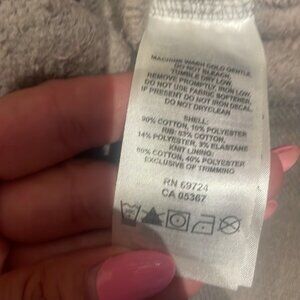 MACHINE WASH COLD GENTLE.
DO NOT BLEACH.
TUMBLE DRY LOW.
REMOVE PROMPTLY. IRON LOW.
DO NOT USE FABRIC SOFTENER.
IF PRESENT DO NOT IRON DECAL.
DO NOT DRYCLEAN
SHELL:
90% COTTON, 10% POLYESTER
RIB: 83% COTTON,
14% POLYESTER, 3% ELASTANE
KNIT LINING:
60% COTTON, 40% POLYESTER
EXCLUSIVE OF TRIMMING
RN 69724
CA 05367